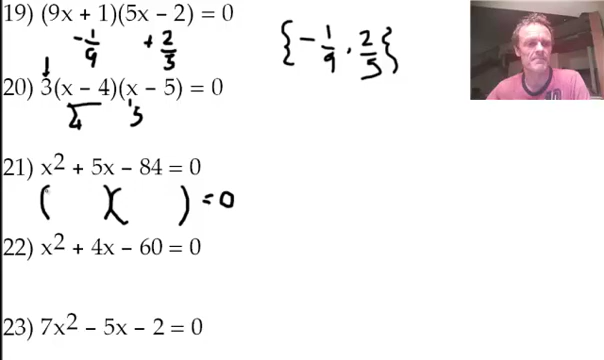 19) (9x + 1)(5x − 2) = 0
-1/9 +2/5 {-1/9, 2/5}
20) 3(x − 4)(x − 5) = 0
4 5
21) x² + 5x − 84 = 0
( )( ) = 0
22) x² + 4x − 60 = 0
23) 7x² − 5x − 2 = 0